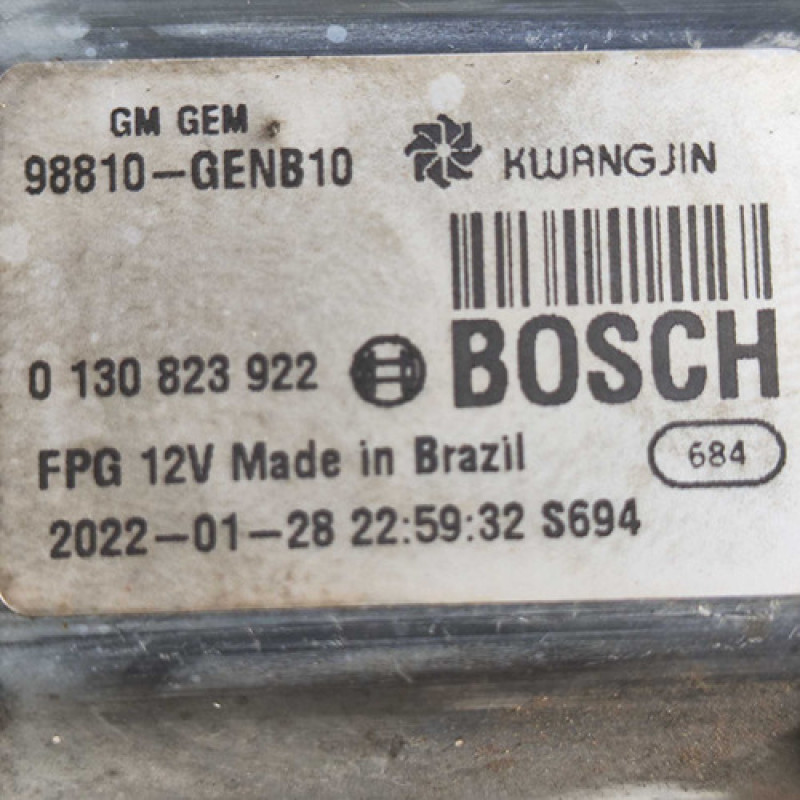 GM GEM
98810-GENB10
KWANGJIN
0 130 823 922
BOSCH
FPG 12V Made in Brazil
684
2022-01-28 22:59:32 S694